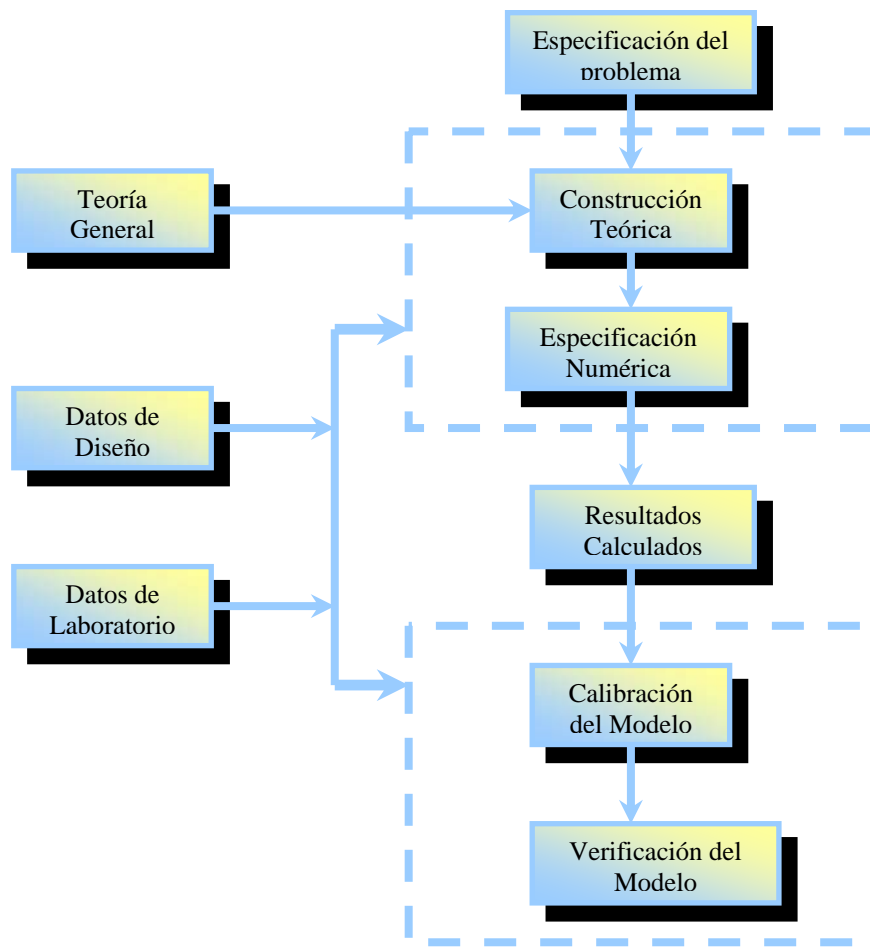 Especificación del
problema
Teoría
General
Construcción
Teórica
Especificación
Numérica
Datos de
Diseño
Resultados
Calculados
Datos de
Laboratorio
Calibración
del Modelo
Verificación del
Modelo